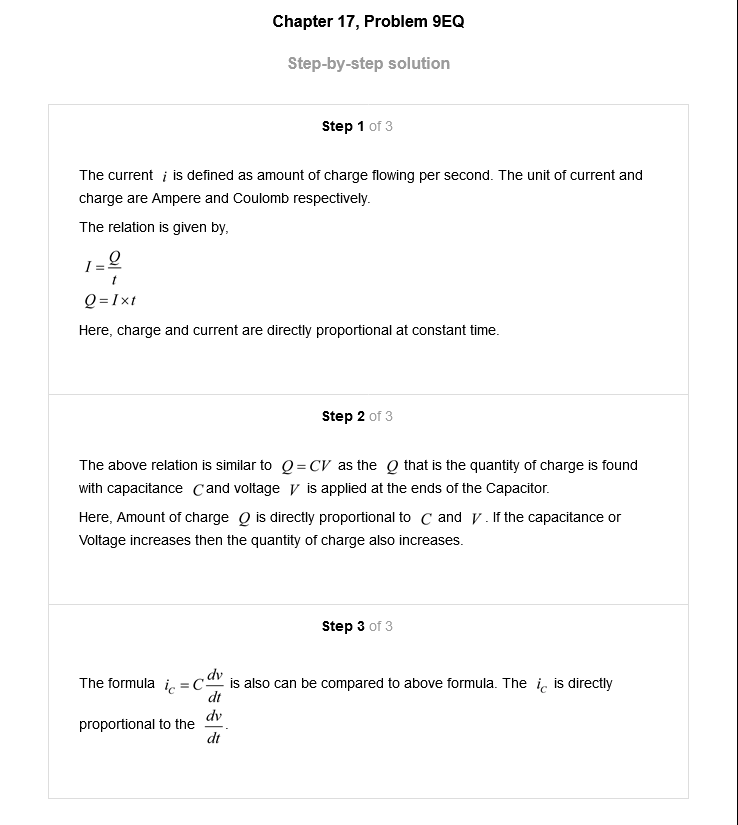 Chapter 17, Problem 9EQ
Step-by-step solution
Step 1 of 3
The current i is defined as amount of charge flowing per second. The unit of current and
charge are Ampere and Coulomb respectively.
The relation is given by,
I = Q/t
Q = I × t
Here, charge and current are directly proportional at constant time.
Step 2 of 3
The above relation is similar to Q = CV as the Q that is the quantity of charge is found
with capacitance C and voltage V is applied at the ends of the Capacitor.
Here, Amount of charge Q is directly proportional to C and V. If the capacitance or
Voltage increases then the quantity of charge also increases.
Step 3 of 3
The formula i_C = C dv/dt is also can be compared to above formula. The i_C is directly
proportional to the dv/dt.